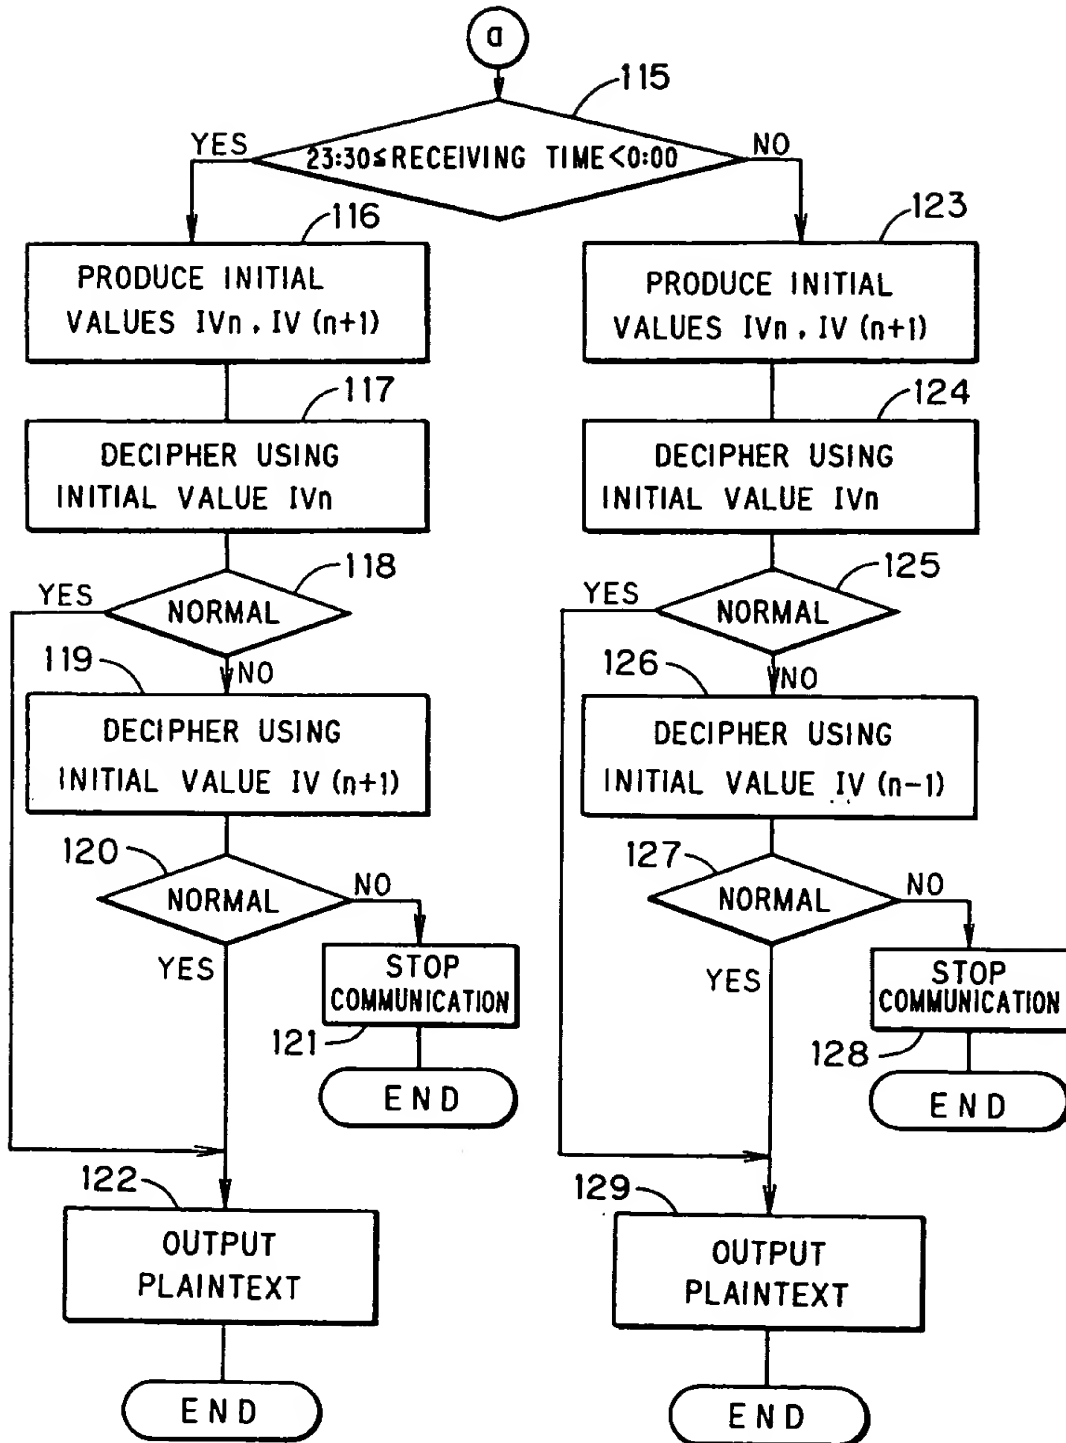 a
115
YES
23:30≦RECEIVING TIME<0:00
NO
116
PRODUCE INITIAL
VALUES IVn, IV (n+1)
117
DECIPHER USING
INITIAL VALUE IVn
118
YES
NORMAL
NO
119
DECIPHER USING
INITIAL VALUE IV (n+1)
120
NORMAL
NO
YES
STOP
COMMUNICATION
121
END
122
OUTPUT
PLAINTEXT
END
123
PRODUCE INITIAL
VALUES IVn, IV (n+1)
124
DECIPHER USING
INITIAL VALUE IVn
125
YES
NORMAL
NO
126
DECIPHER USING
INITIAL VALUE IV (n-1)
127
NORMAL
NO
YES
STOP
COMMUNICATION
128
END
129
OUTPUT
PLAINTEXT
END